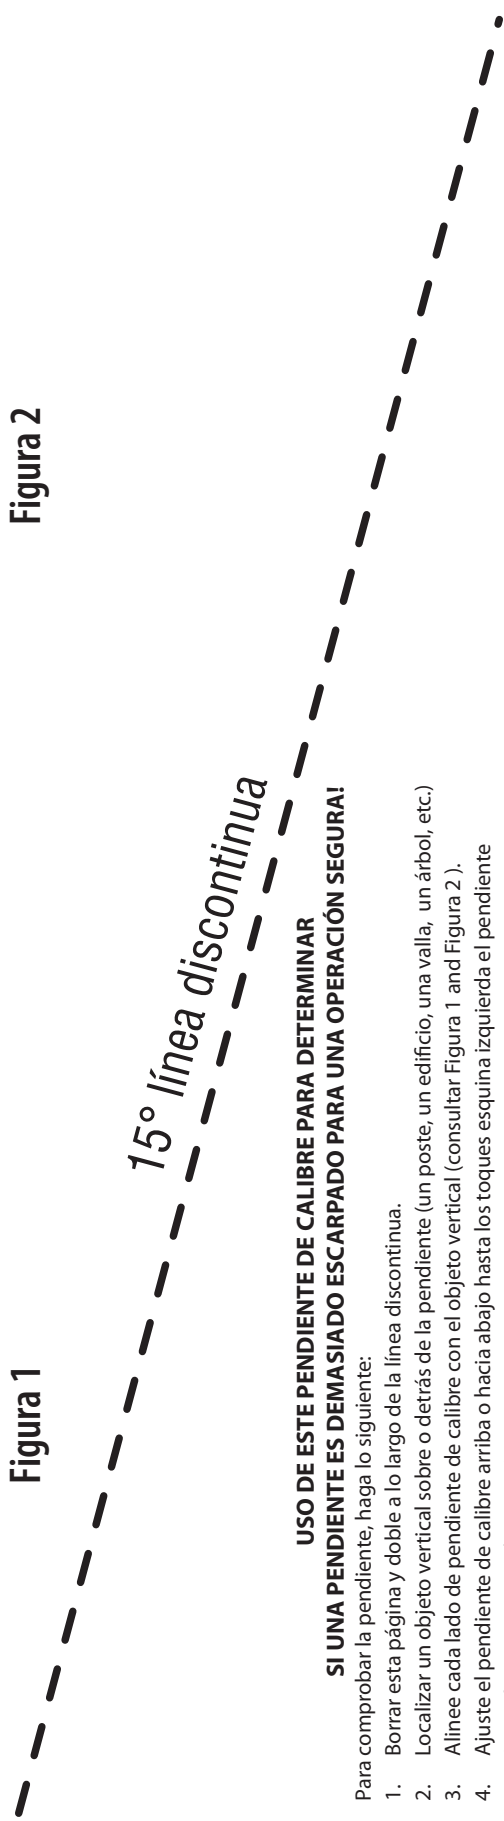 Figura 1
Figura 2
15° línea discontinua
USO DE ESTE PENDIENTE DE CALIBRE PARA DETERMINAR
SI UNA PENDIENTE ES DEMASIADO ESCARPADO PARA UNA OPERACIÓN SEGURA!
Para comprobar la pendiente, haga lo siguiente:
1. Borrar esta página y doble a lo largo de la línea discontinua.
2. Localizar un objeto vertical sobre o detrás de la pendiente (un poste, un edificio, una valla, un árbol, etc.)
3. Alinee cada lado de pendiente de calibre con el objeto vertical (consultar Figura 1 and Figura 2 ).
4. Ajuste el pendiente de calibre arriba o hacia abajo hasta los toques esquina izquierda el pendiente